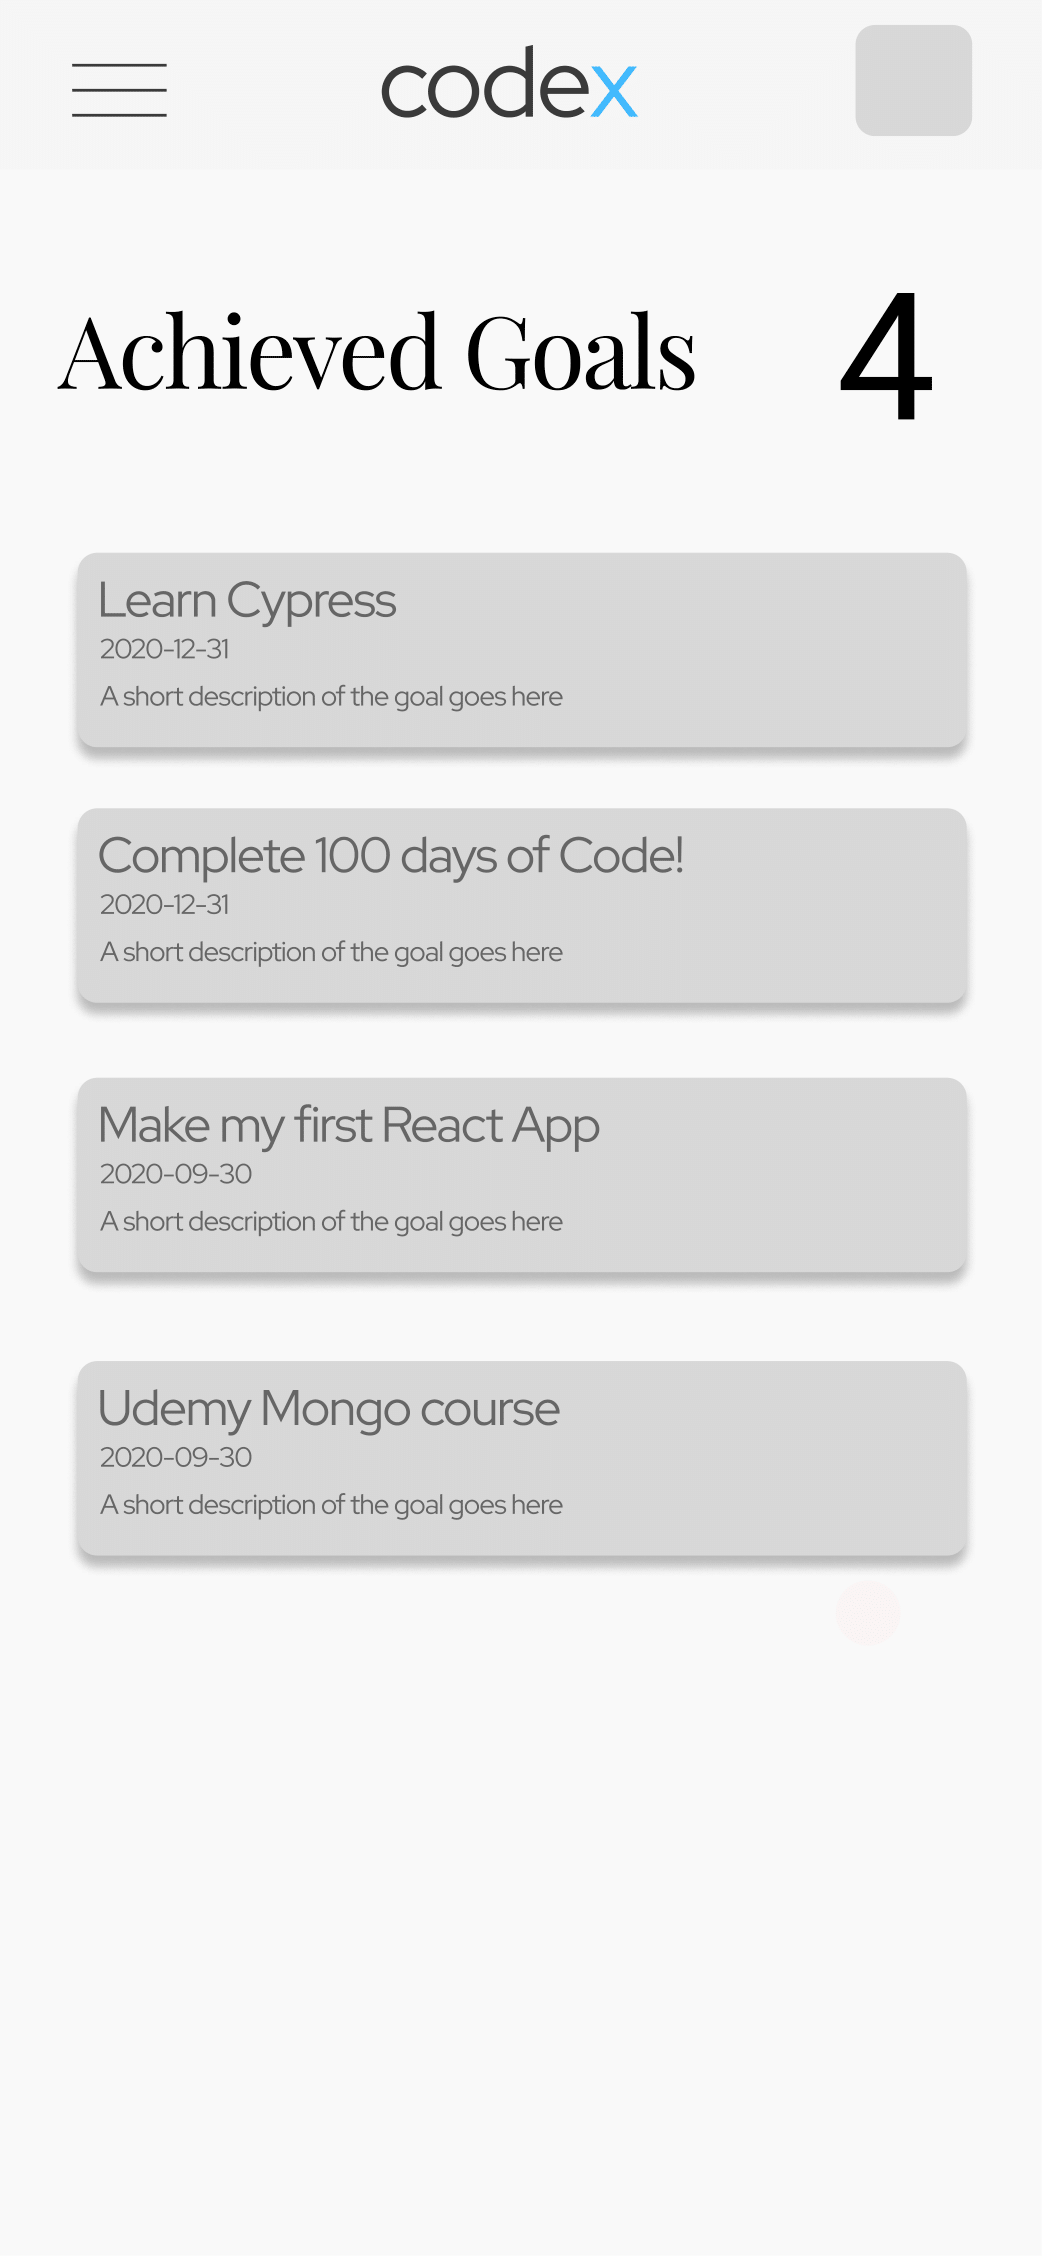 codex
Achieved Goals 4
Learn Cypress
2020-12-31
A short description of the goal goes here
Complete 100 days of Code!
2020-12-31
A short description of the goal goes here
Make my first React App
2020-09-30
A short description of the goal goes here
Udemy Mongo course
2020-09-30
A short description of the goal goes here